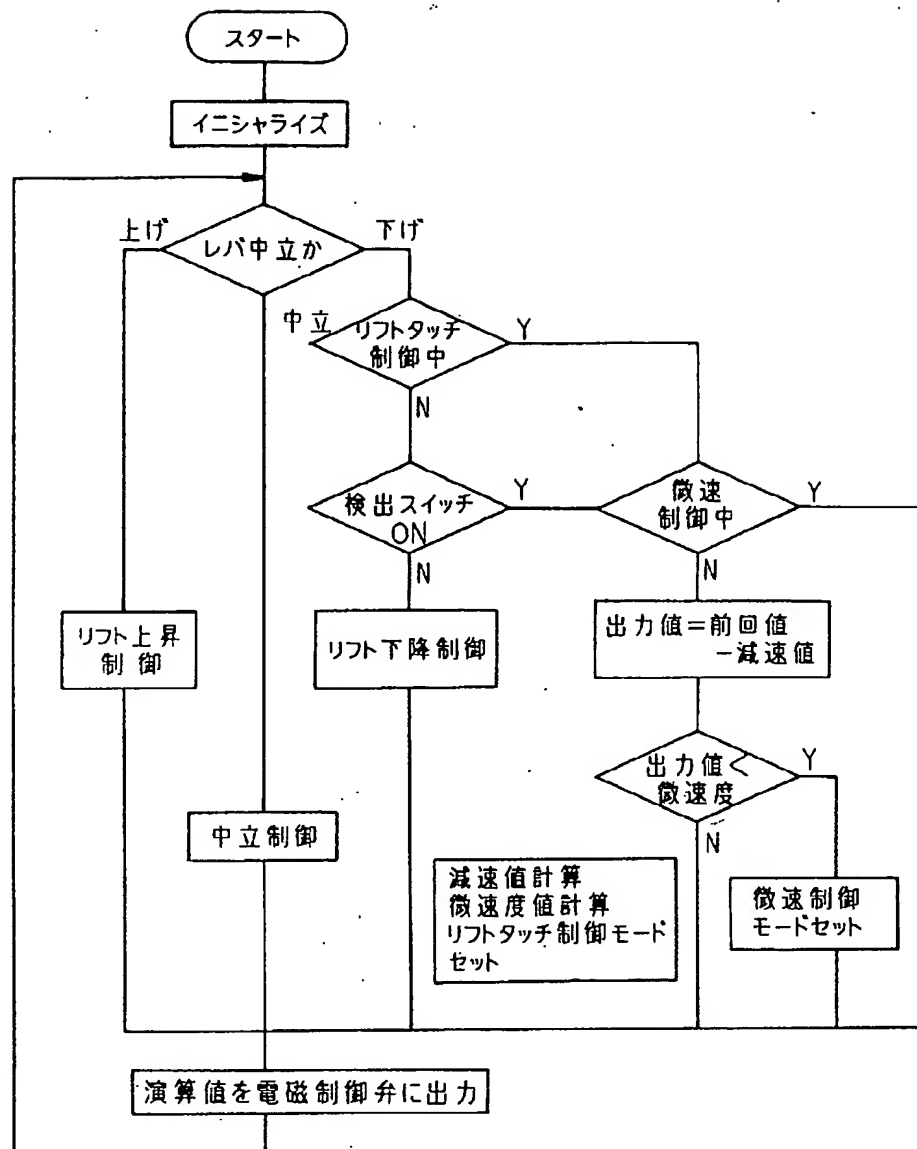 スタート
イニシャライズ
上げ
レバ中立か
下げ
中立
リフトタッチ
制御中
Y
N
検出スイッチ
ON
Y
N
微速
制御中
Y
N
リフト上昇
制御
リフト下降制御
出力値=前回値
-減速値
出力値<
微速度
Y
N
中立制御
減速値計算
微速度値計算
リフトタッチ制御モード
セット
微速制御
モードセット
演算値を電磁制御弁に出力